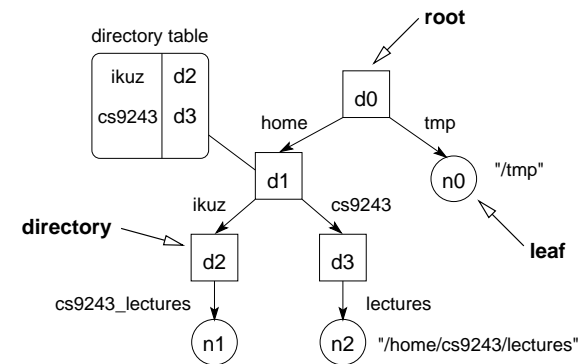 root
directory table
ikuz d2
cs9243 d3
d0
home
tmp
d1
n0
"/tmp"
ikuz
cs9243
directory
leaf
d2
d3
cs9243_lectures
lectures
n1
n2
"/home/cs9243/lectures"